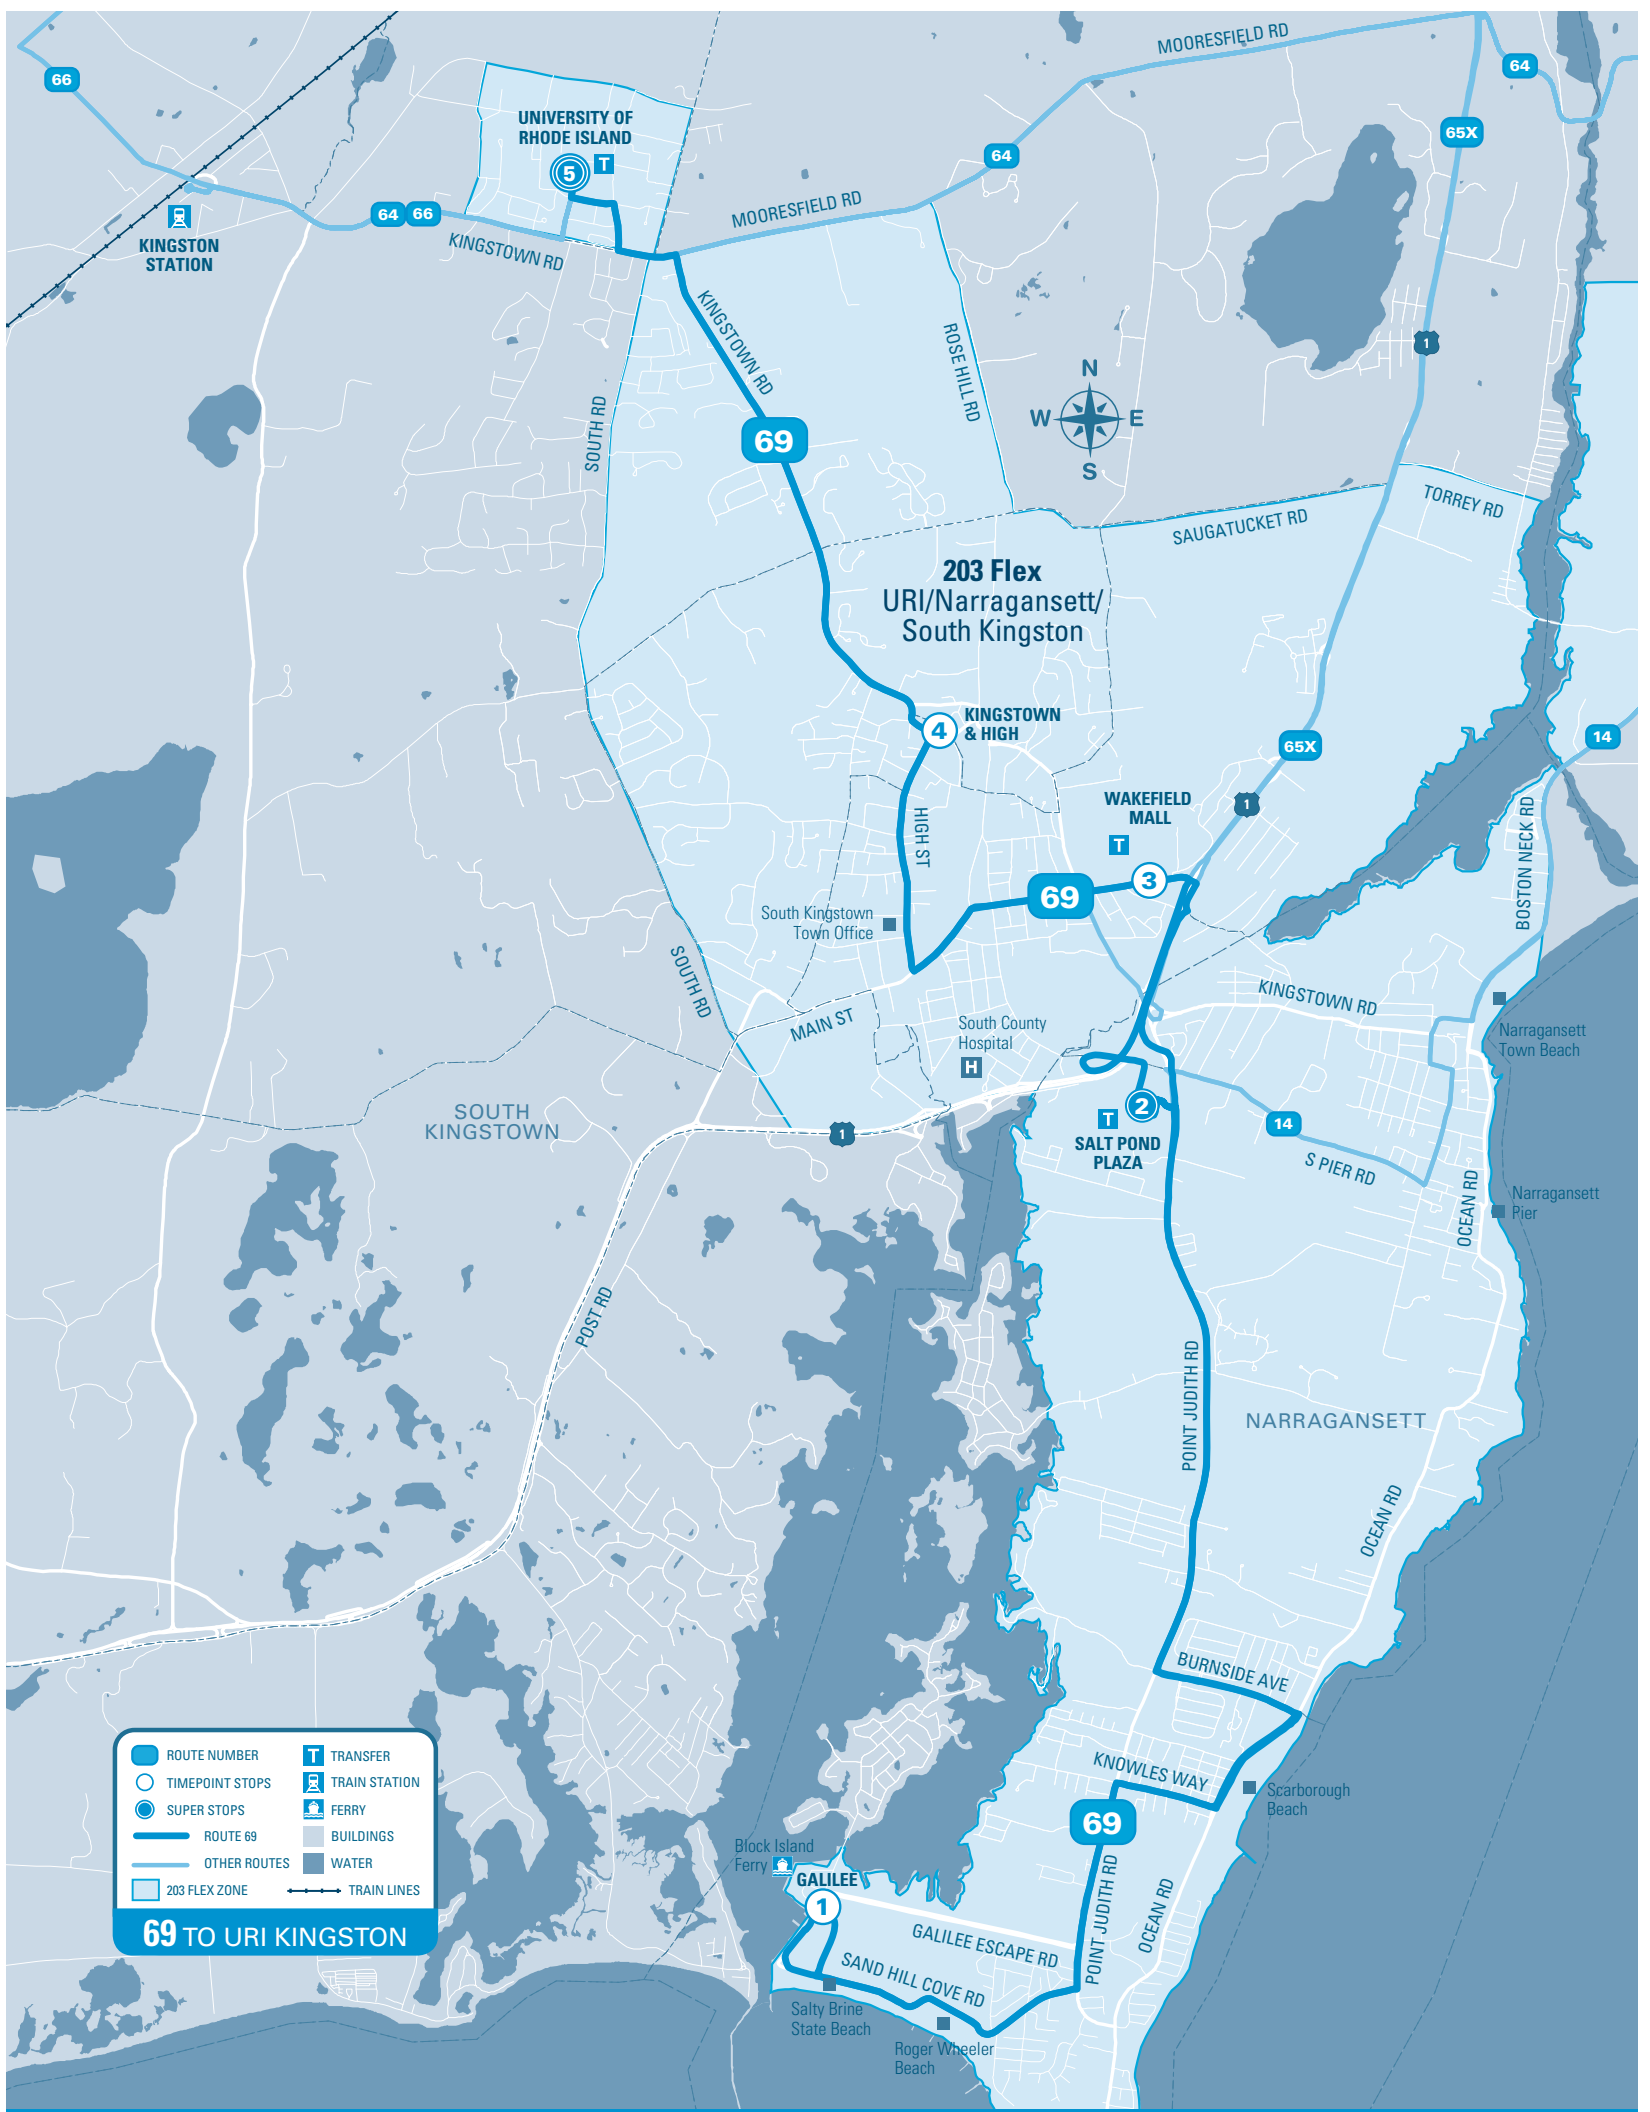 MOORESFIELD RD
66
64
UNIVERSITY OF
RHODE ISLAND
5
T
65X
64
MOORESFIELD RD
64
66
KINGSTON
STATION
KINGSTOWN RD
KINGSTOWN RD
ROSE HILL RD
1
N
W
E
S
SOUTH RD
69
TORREY RD
SAUGATUCKET RD
203 Flex
URI/Narragansett/
South Kingston
4
KINGSTOWN
& HIGH
65X
14
WAKEFIELD
MALL
T
1
HIGH ST
BOSTON NECK RD
3
69
South Kingstown
Town Office
SOUTH RD
KINGSTOWN RD
MAIN ST
South County
Hospital
H
Narragansett
Town Beach
SOUTH
KINGSTOWN
1
T
2
SALT POND
PLAZA
14
S PIER RD
OCEAN RD
Narragansett
Pier
POST RD
POINT JUDITH RD
NARRAGANSETT
OCEAN RD
BURNSIDE AVE
KNOWLES WAY
Scarborough
Beach
69
Block Island
Ferry
GALILEE
1
GALILEE ESCAPE RD
POINT JUDITH RD
OCEAN RD
SAND HILL COVE RD
Salty Brine
State Beach
Roger Wheeler
Beach
ROUTE NUMBER
T TRANSFER
TIMEPOINT STOPS
TRAIN STATION
SUPER STOPS
FERRY
ROUTE 69
BUILDINGS
OTHER ROUTES
WATER
203 FLEX ZONE
TRAIN LINES
69 TO URI KINGSTON